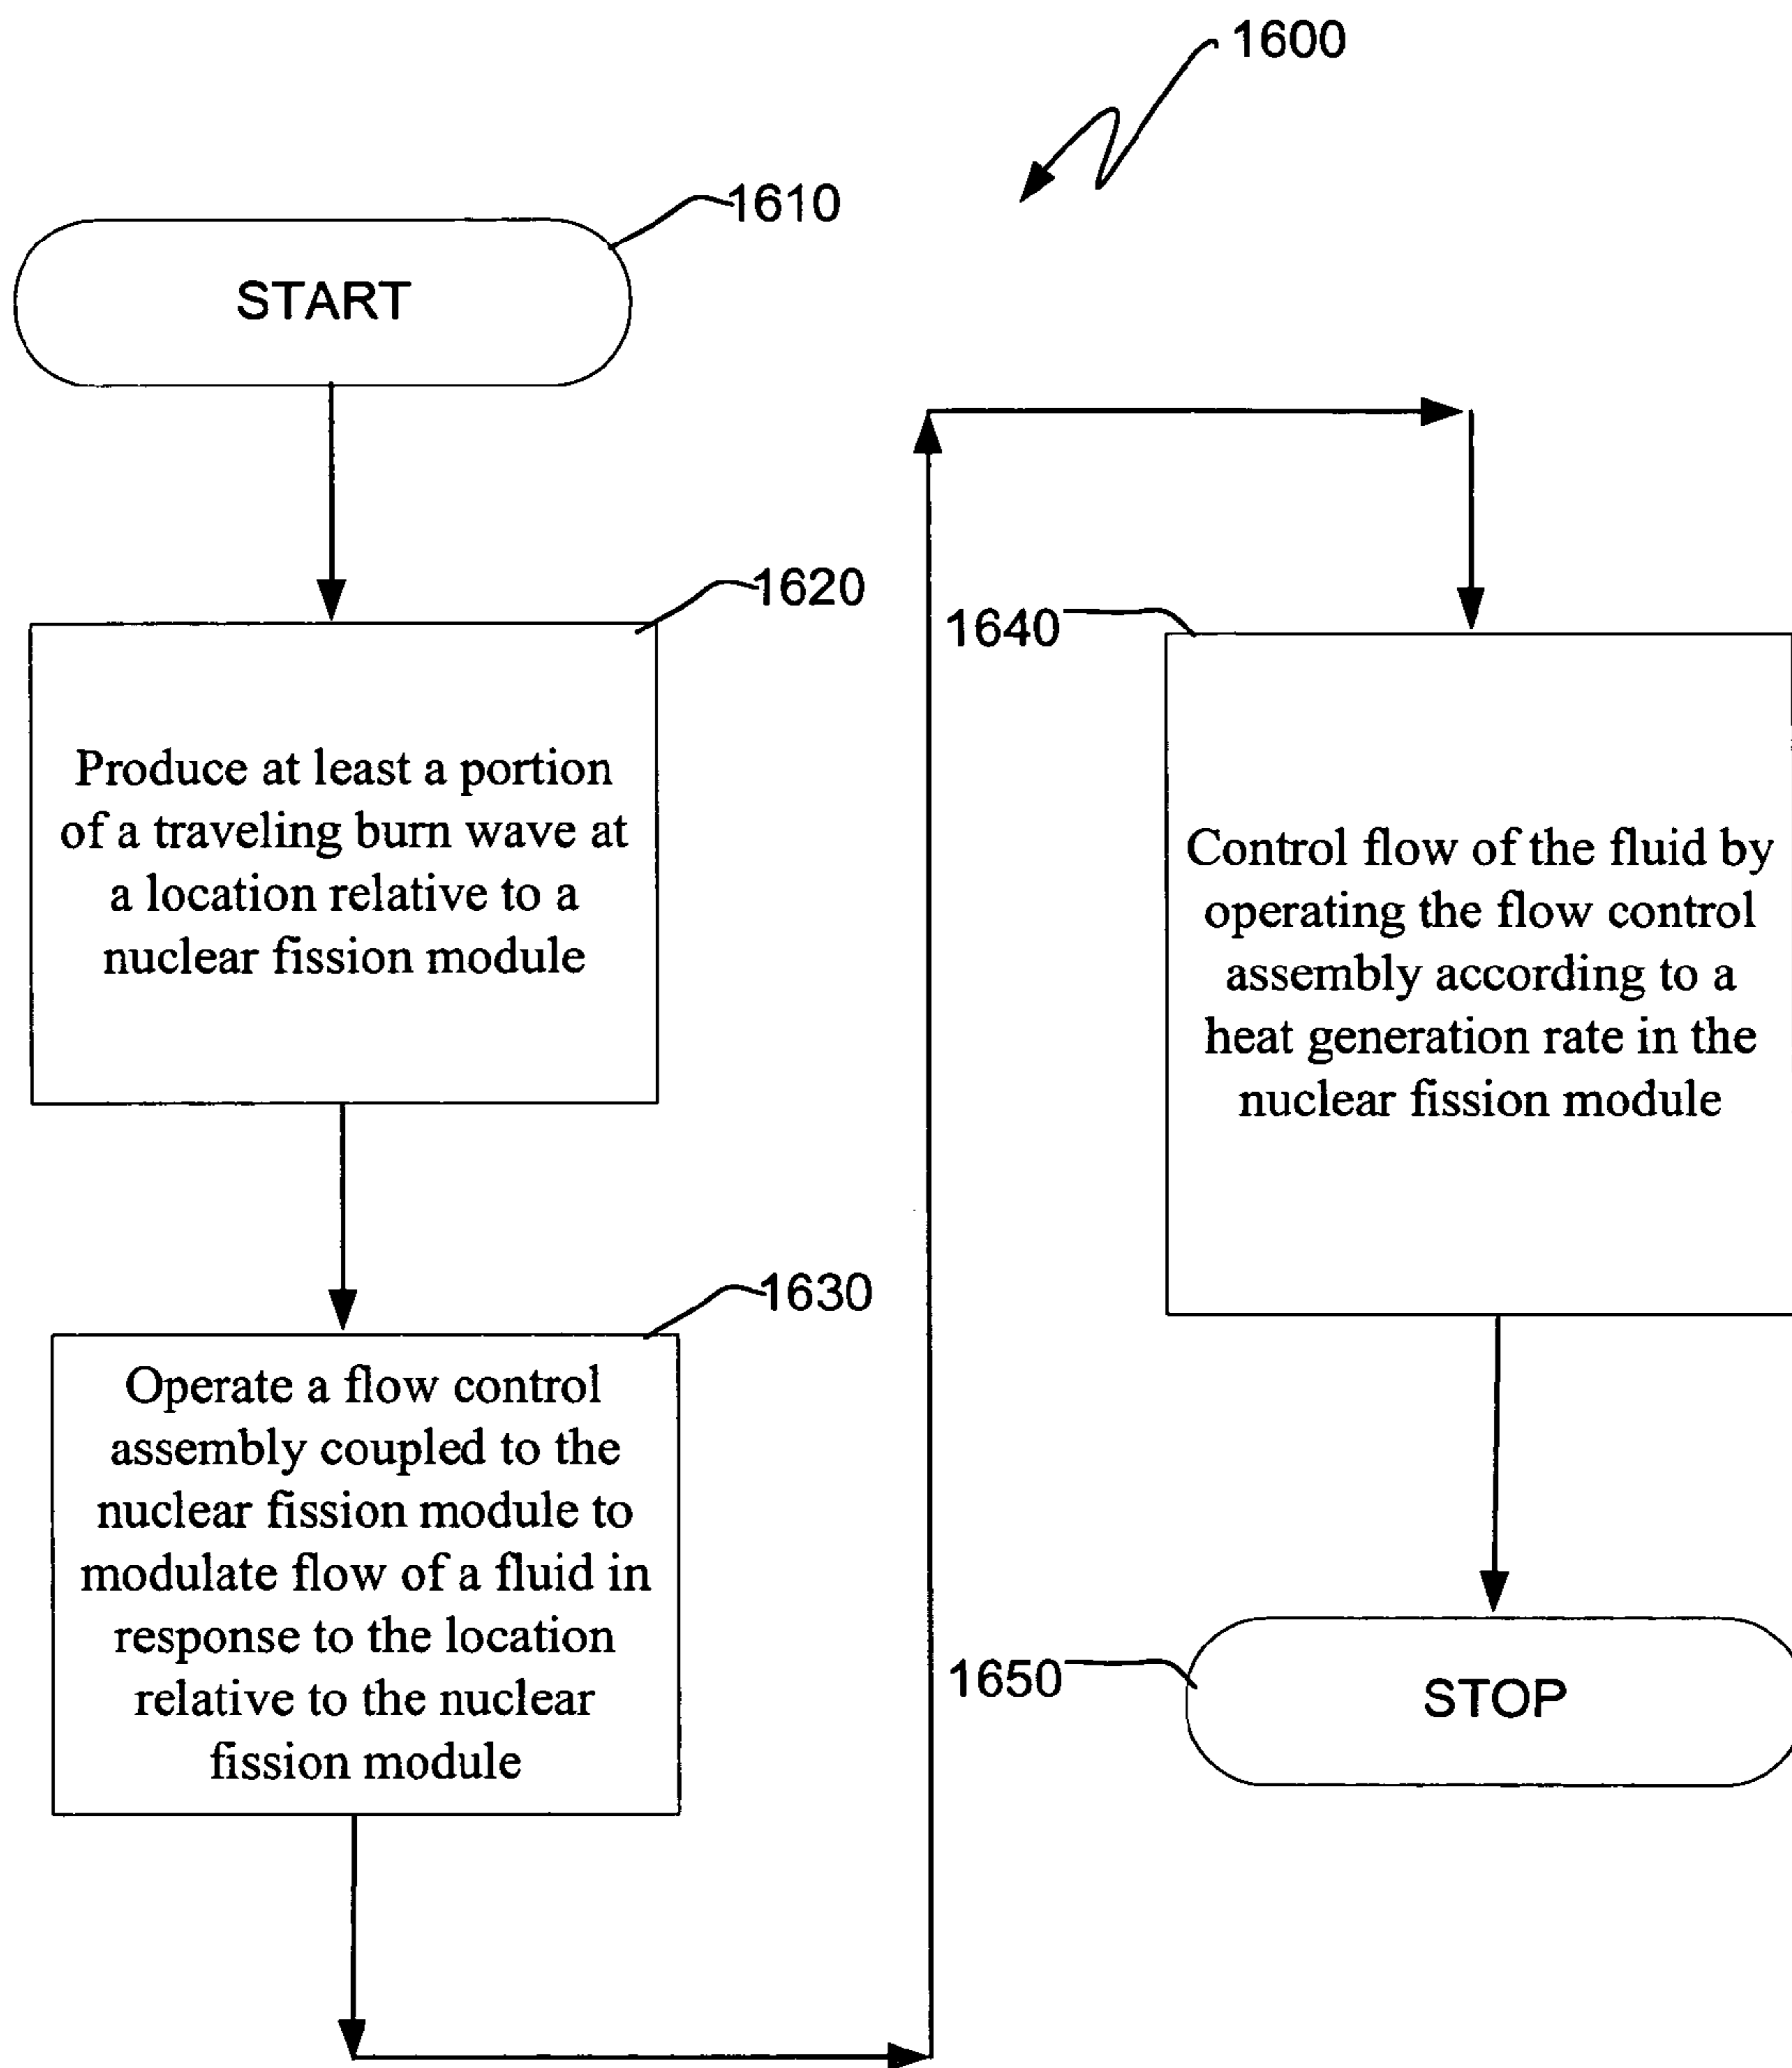 1600
1610
START
1620
Produce at least a portion
of a traveling burn wave at
a location relative to a
nuclear fission module
1630
Operate a flow control
assembly coupled to the
nuclear fission module to
modulate flow of a fluid in
response to the location
relative to the nuclear
fission module
1640
Control flow of the fluid by
operating the flow control
assembly according to a
heat generation rate in the
nuclear fission module
1650
STOP